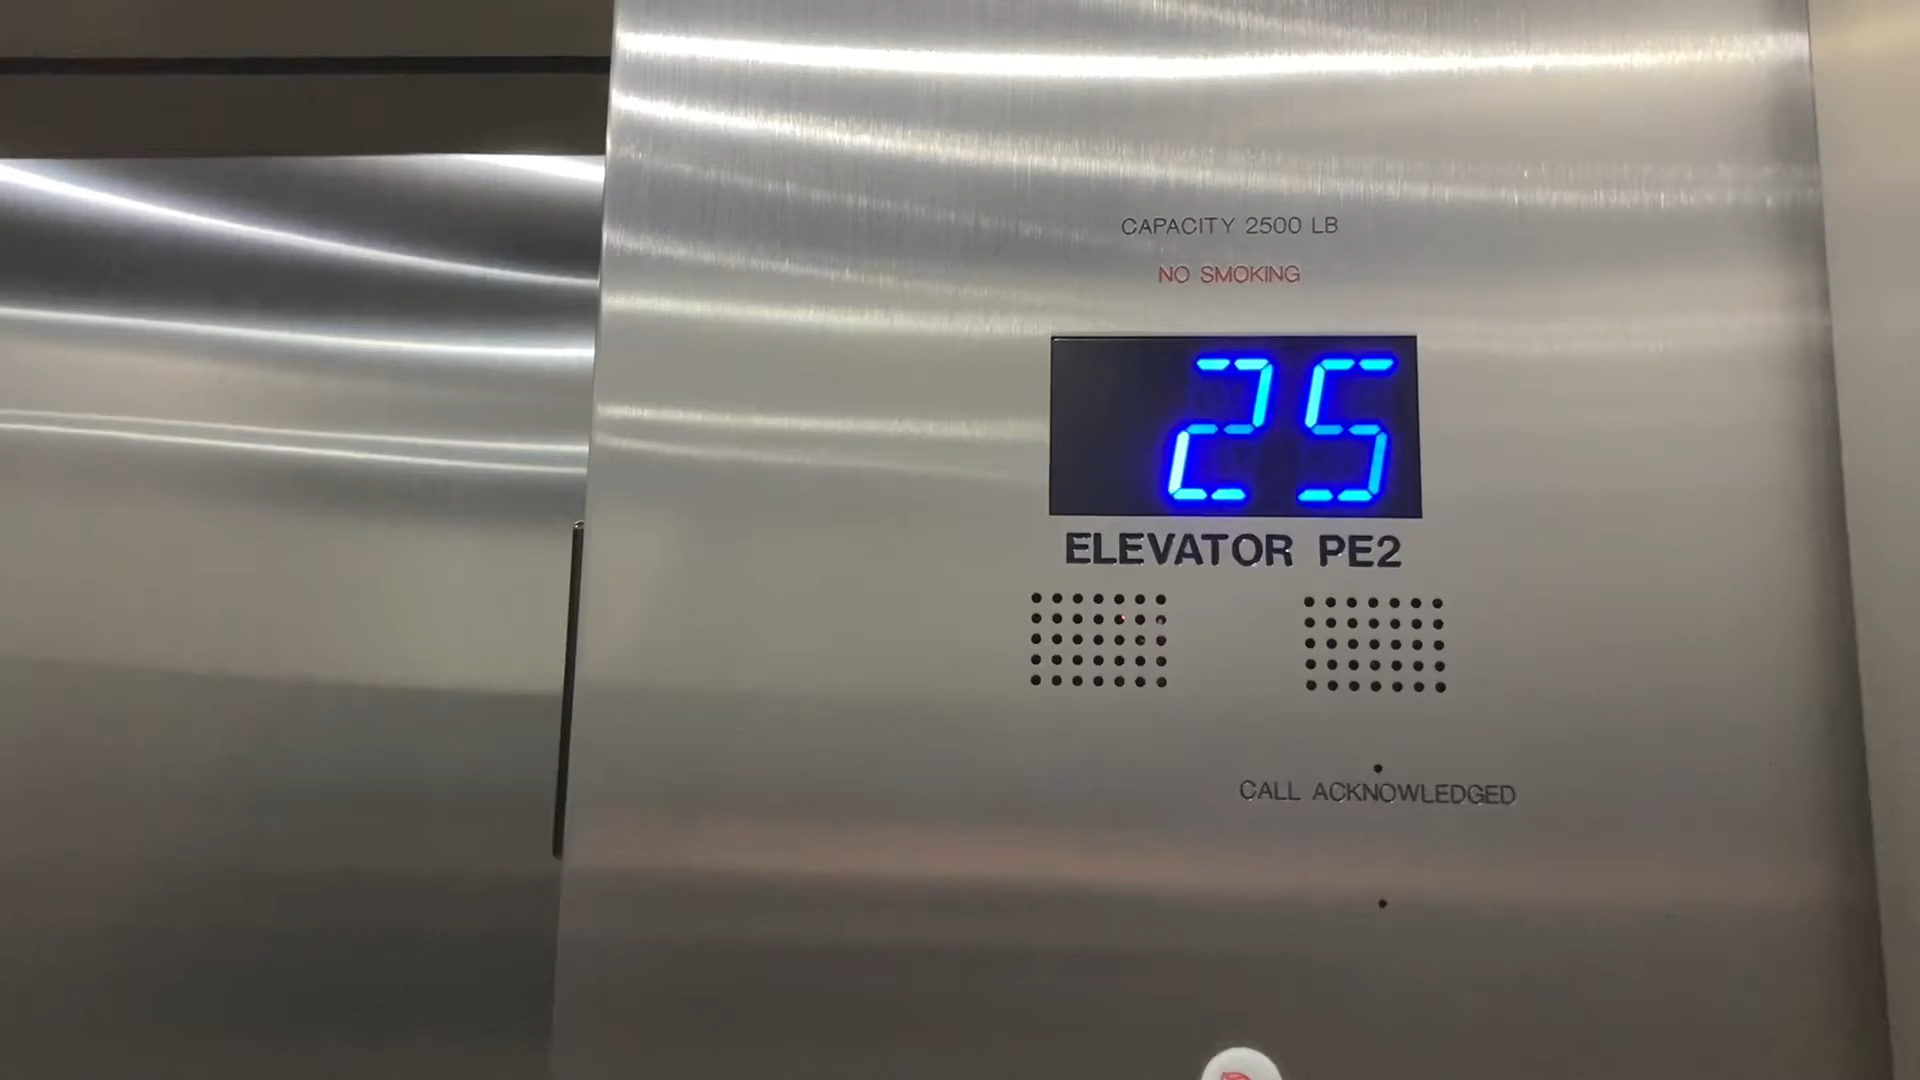 CAPACITY 2500 LB
NO SMOKING
25
ELEVATOR PE2
CALL ACKNOWLEDGED